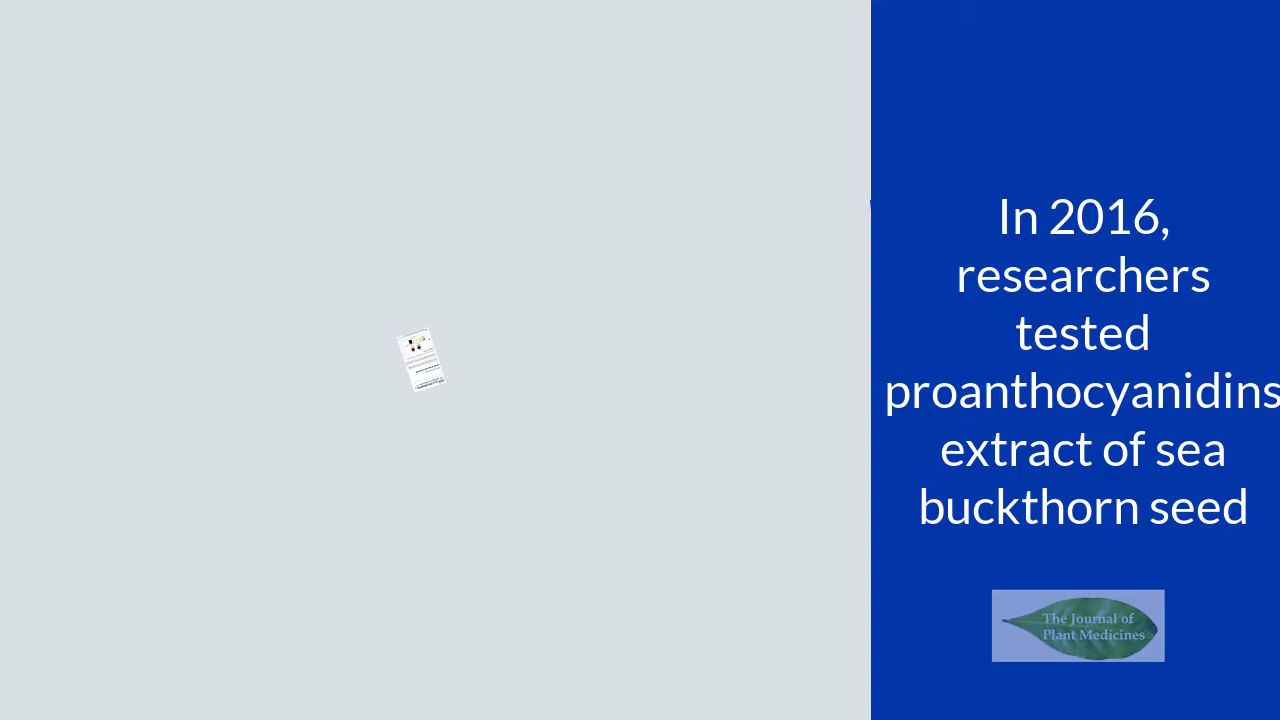 In 2016,
researchers
tested
proanthocyanidins
extract of sea
buckthorn seed
The Journal of
Plant Medicines